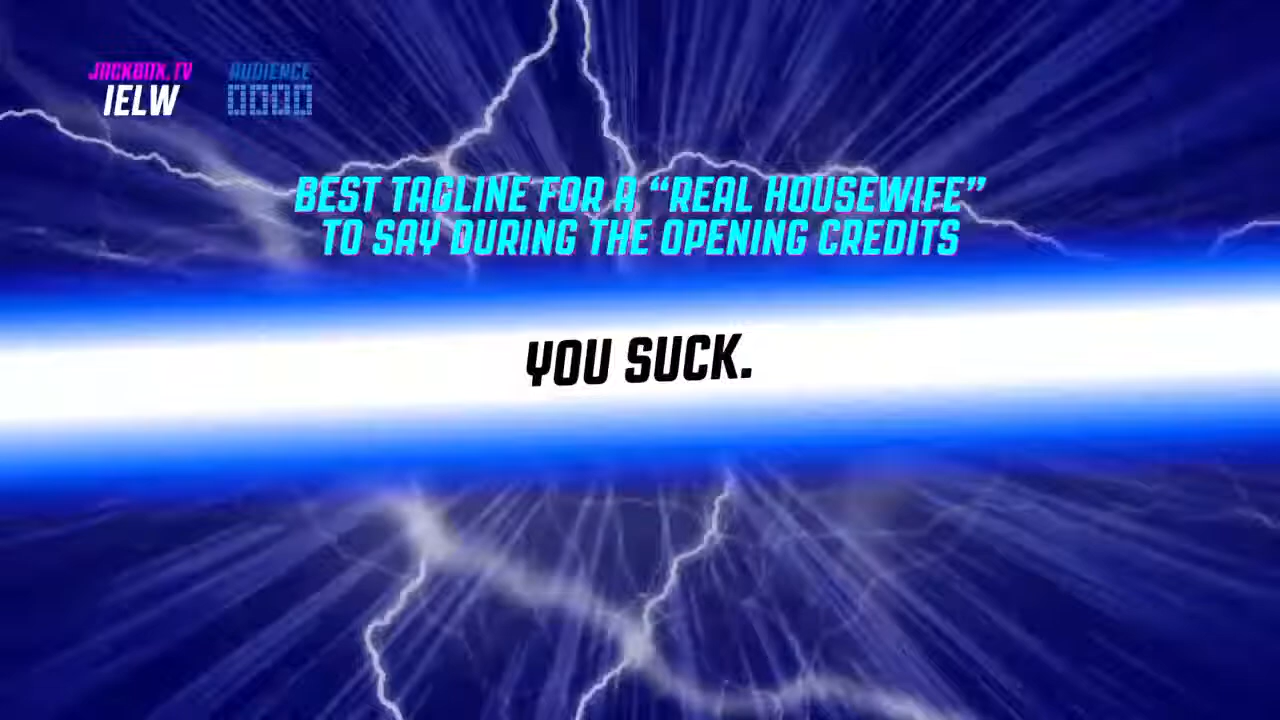 JACKBOX.TV
IELW
AUDIENCE
0000
BEST TAGLINE FOR A “REAL HOUSEWIFE”
TO SAY DURING THE OPENING CREDITS
YOU SUCK.